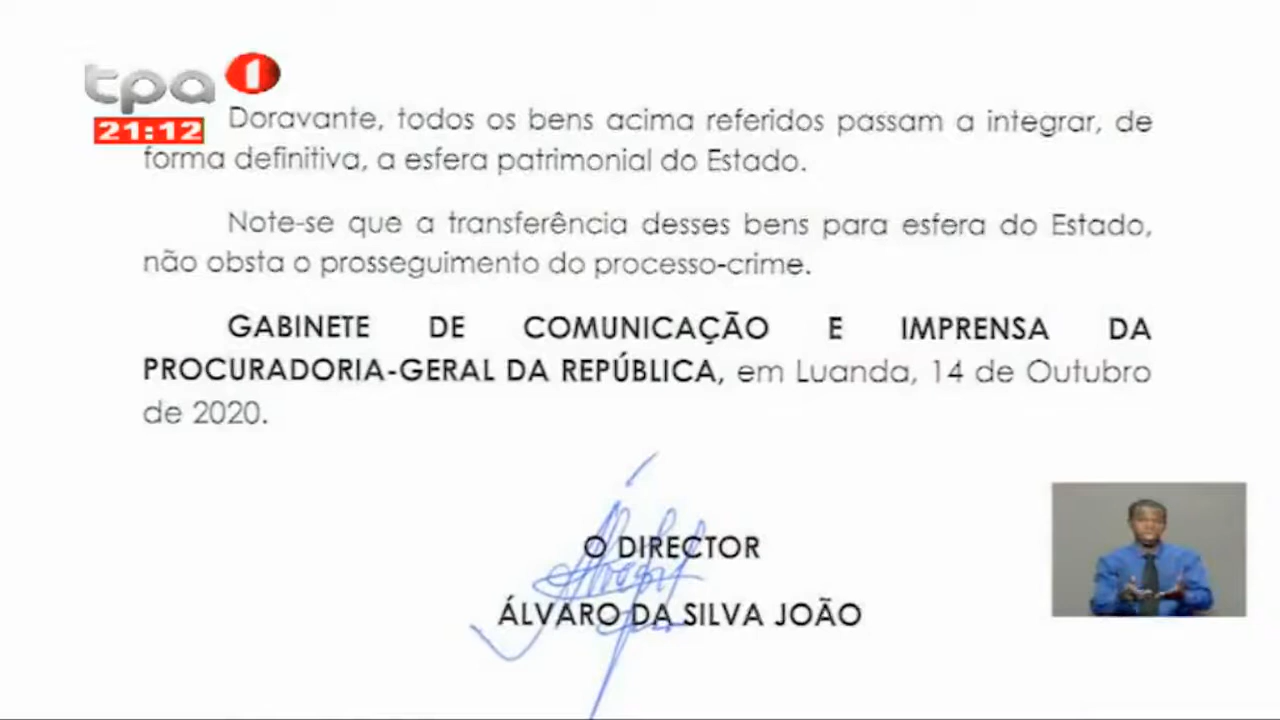 tpa 1
21:12
Doravante, todos os bens acima referidos passam a integrar, de
forma definitiva, a esfera patrimonial do Estado.
Note-se que a transferência desses bens para esfera do Estado,
não obsta o prosseguimento do processo-crime.
GABINETE DE COMUNICAÇÃO E IMPRENSA DA
PROCURADORIA-GERAL DA REPÚBLICA, em Luanda, 14 de Outubro
de 2020.
O DIRECTOR
ÁLVARO DA SILVA JOÃO